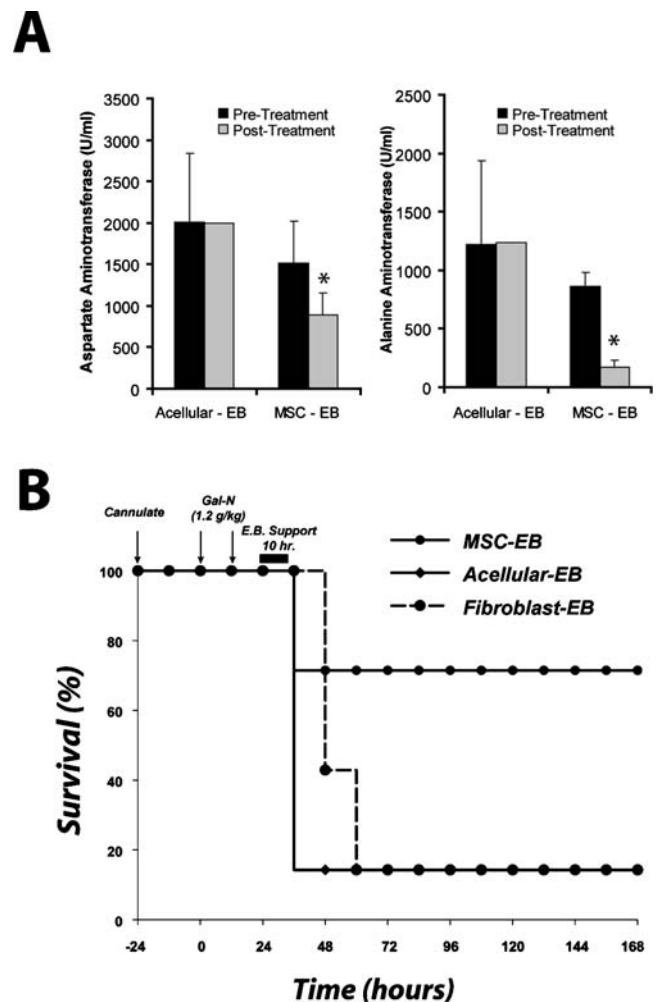 A
Aspartate Aminotransferase (U/ml)
3500
3000
2500
2000
1500
1000
500
0
Pre-Treatment
Post-Treatment
*
Acellular - EB
MSC - EB
Alanine Aminotransferase (U/ml)
2500
2000
1500
1000
500
0
Pre-Treatment
Post-Treatment
*
Acellular - EB
MSC - EB
B
Cannulate
Gal-N
(1.2 g/kg)
E.B. Support
10 hr.
MSC-EB
Acellular-EB
Fibroblast-EB
Survival (%)
100
80
60
40
20
0
-24
0
24
48
72
96
120
144
168
Time (hours)